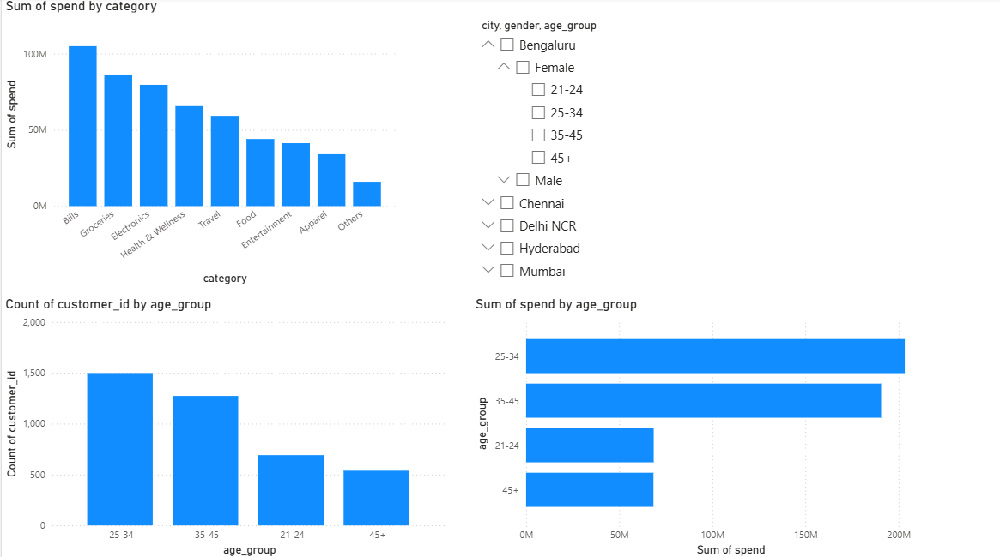 Sum of spend by category
Sum of spend
100M
50M
0M
Bills
Groceries
Electronics
Health & Wellness
Travel
Food
Entertainment
Apparel
Others
category
city, gender, age_group
Bengaluru
Female
21-24
25-34
35-45
45+
Male
Chennai
Delhi NCR
Hyderabad
Mumbai
Count of customer_id by age_group
Count of customer_id
2,000
1,500
1,000
500
0
25-34
35-45
21-24
45+
age_group
Sum of spend by age_group
age_group
25-34
35-45
21-24
45+
0M
50M
100M
150M
200M
Sum of spend